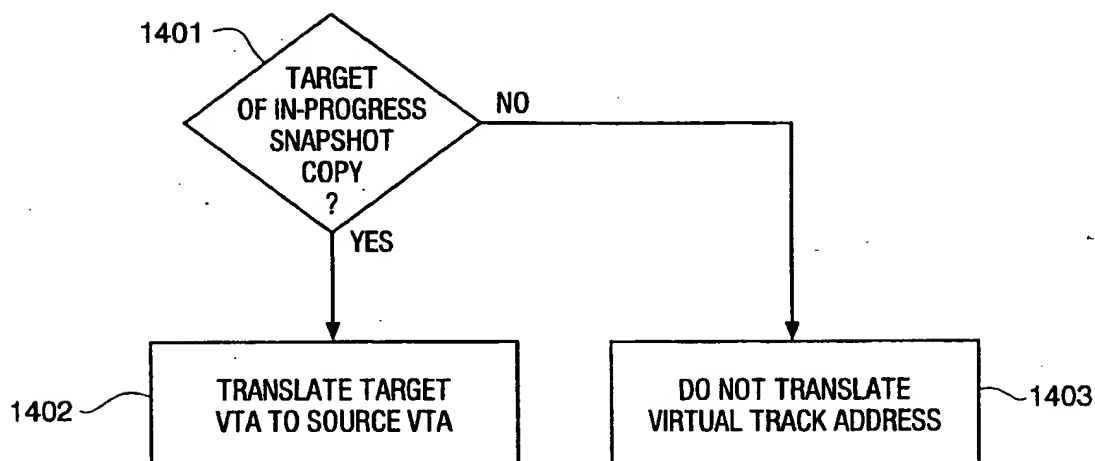 1401
TARGET
OF IN-PROGRESS
SNAPSHOT
COPY
?
NO
YES
1402
TRANSLATE TARGET
VTA TO SOURCE VTA
DO NOT TRANSLATE
VIRTUAL TRACK ADDRESS
1403